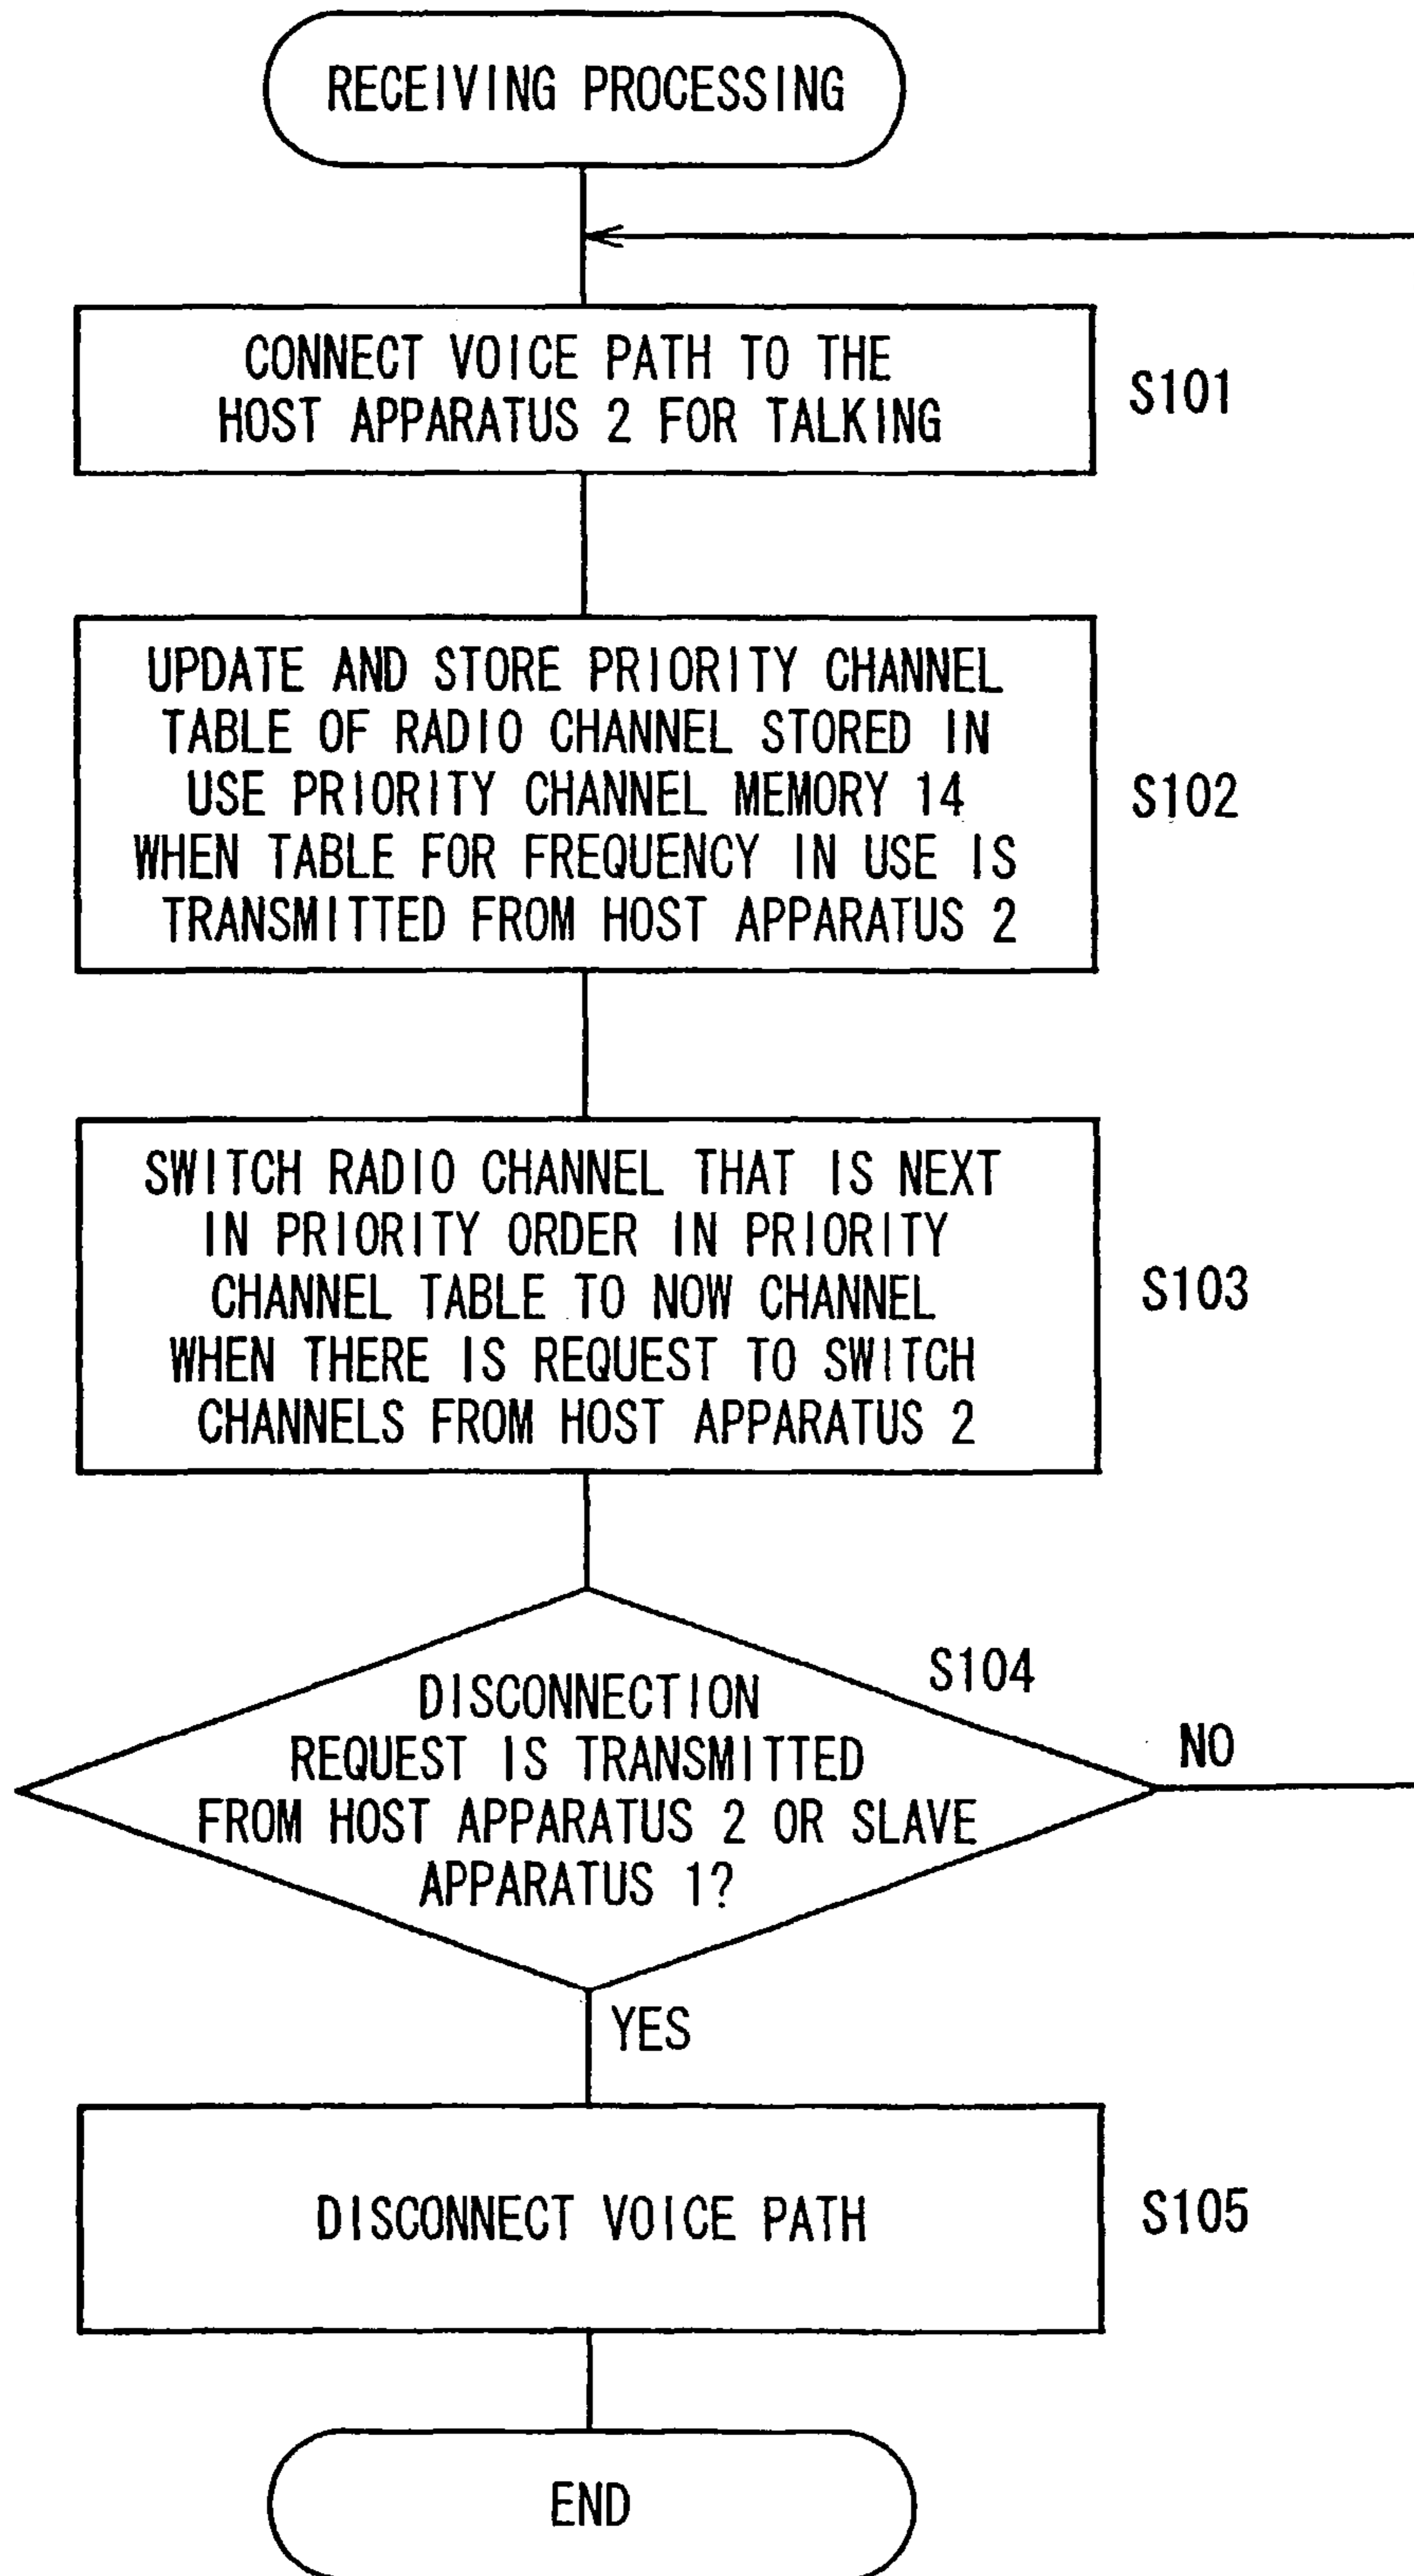 RECEIVING PROCESSING
CONNECT VOICE PATH TO THE
HOST APPARATUS 2 FOR TALKING
S101
UPDATE AND STORE PRIORITY CHANNEL
TABLE OF RADIO CHANNEL STORED IN
USE PRIORITY CHANNEL MEMORY 14
WHEN TABLE FOR FREQUENCY IN USE IS
TRANSMITTED FROM HOST APPARATUS 2
S102
SWITCH RADIO CHANNEL THAT IS NEXT
IN PRIORITY ORDER IN PRIORITY
CHANNEL TABLE TO NOW CHANNEL
WHEN THERE IS REQUEST TO SWITCH
CHANNELS FROM HOST APPARATUS 2
S103
S104
DISCONNECTION
REQUEST IS TRANSMITTED
FROM HOST APPARATUS 2 OR SLAVE
APPARATUS 1?
NO
YES
DISCONNECT VOICE PATH
S105
END